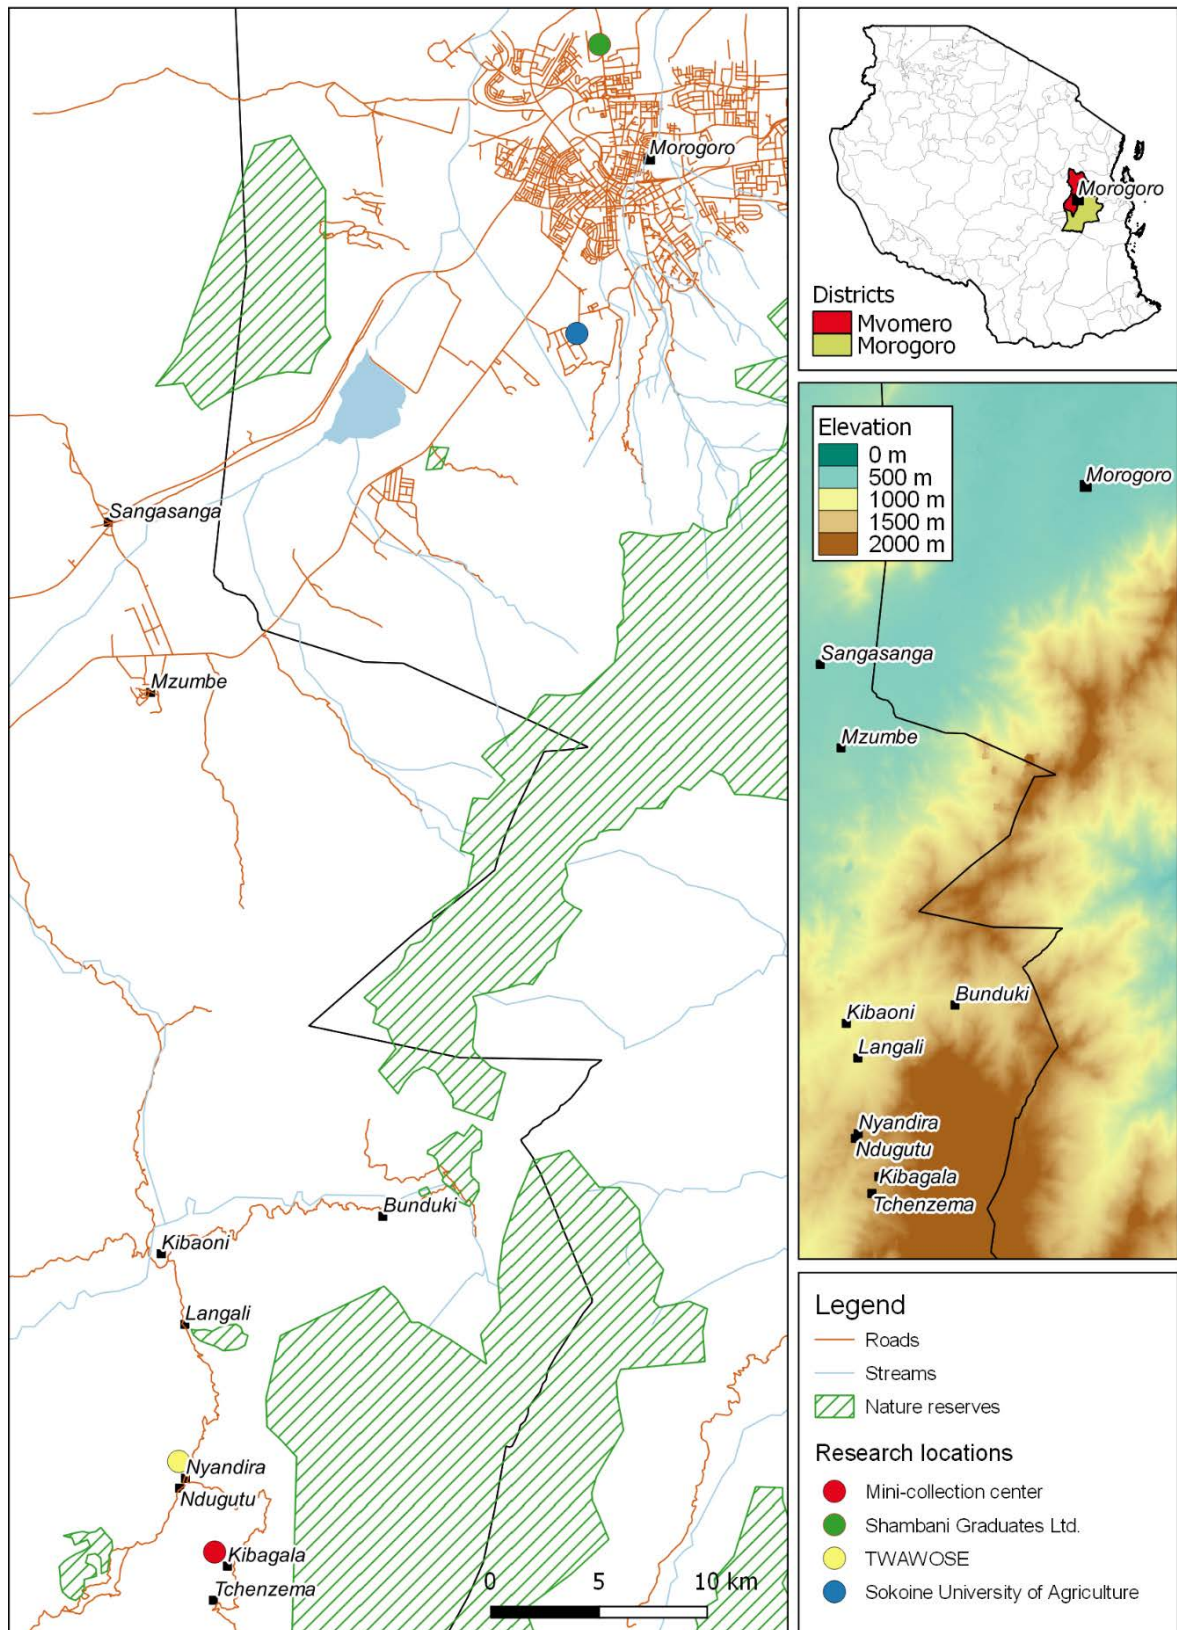 Morogoro
Sangasanga
Mzumbe
Bunduki
Kibaoni
Langali
Nyandira
Ndugutu
Kibagala
Tchenzema
0 5 10 km
Morogoro
Districts
Mvomero
Morogoro
Elevation
0 m
500 m
1000 m
1500 m
2000 m
Morogoro
Sangasanga
Mzumbe
Bunduki
Kibaoni
Langali
Nyandira
Ndugutu
Kibagala
Tchenzema
Legend
Roads
Streams
Nature reserves
Research locations
Mini-collection center
Shambani Graduates Ltd.
TWAWOSE
Sokoine University of Agriculture